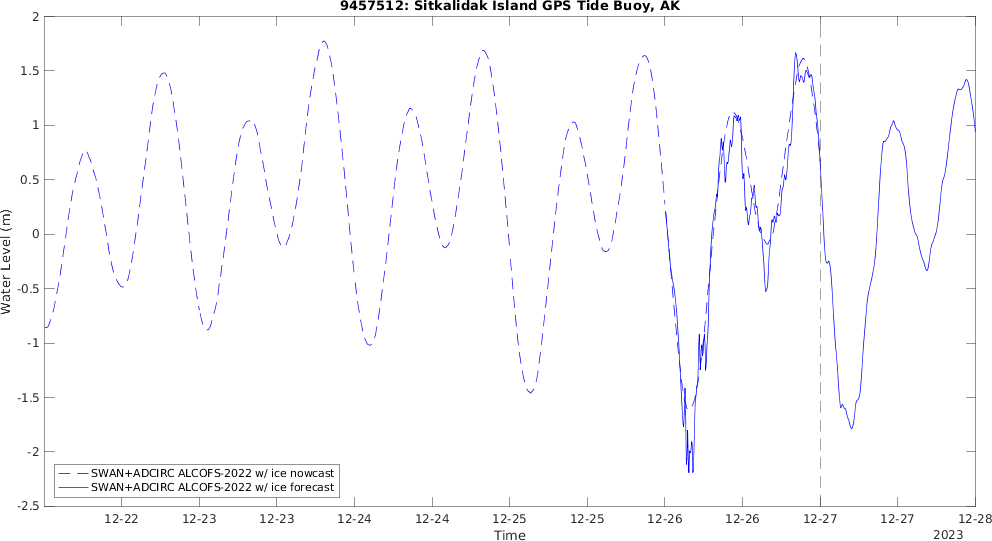 9457512: Sitkalidak Island GPS Tide Buoy, AK
Water Level (m)
2
1.5
1
0.5
0
-0.5
-1
-1.5
-2
-2.5
SWAN+ADCIRC ALCOFS-2022 w/ ice nowcast
SWAN+ADCIRC ALCOFS-2022 w/ ice forecast
12-22 12-23 12-23 12-24 12-24 12-25 12-25 12-26 12-26 12-27 12-27 12-28
Time
2023